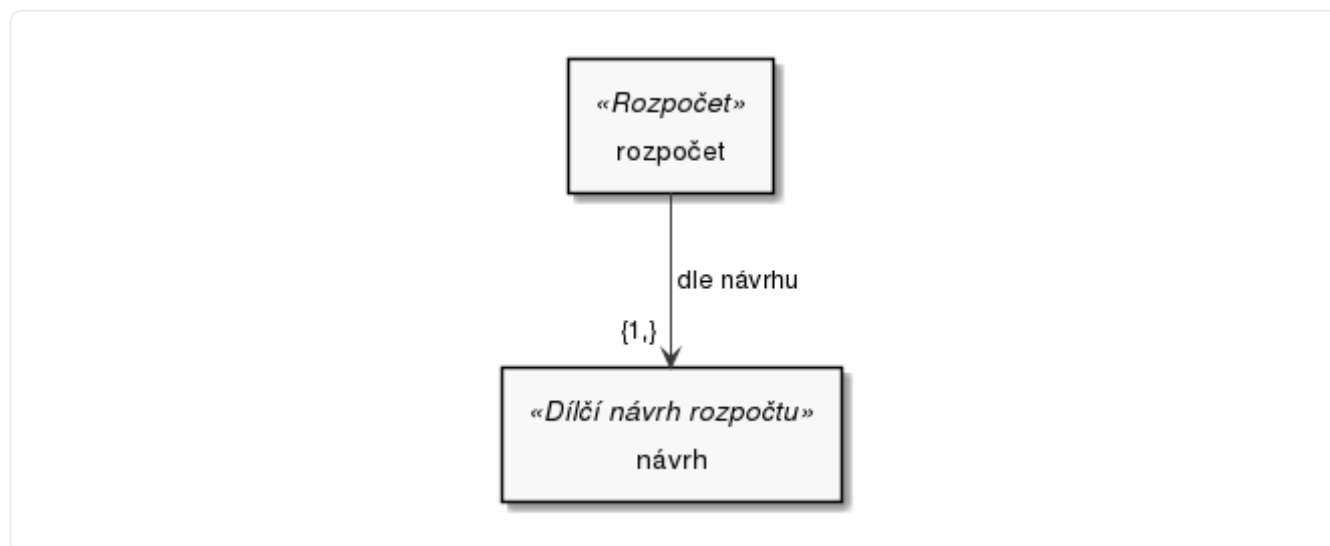 «Rozpočet»
rozpočet
dle návrhu
{1,}
«Dílčí návrh rozpočtu»
návrh